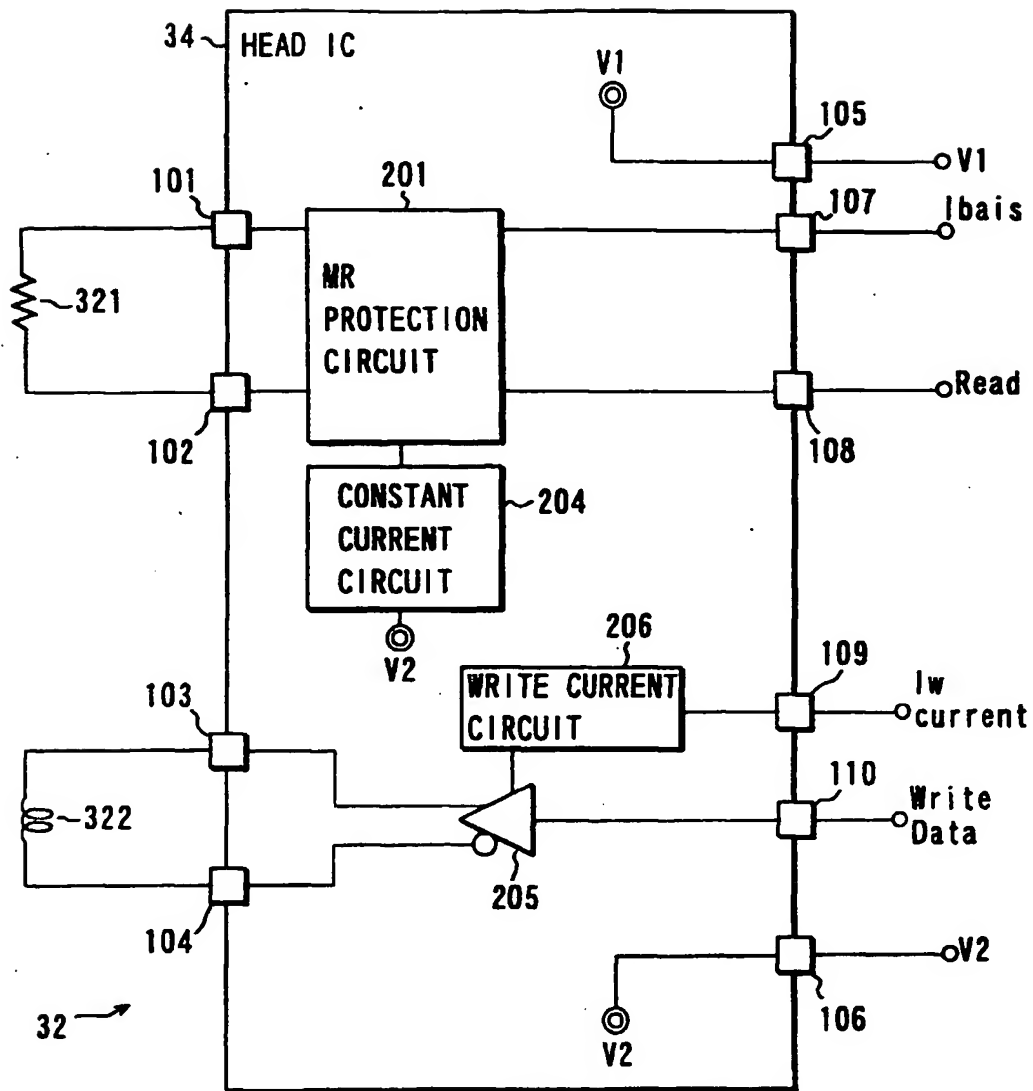 34
HEAD IC
V1
105
V1
101
201
107
Ibais
MR
PROTECTION
CIRCUIT
321
Read
102
108
CONSTANT
CURRENT
CIRCUIT
204
V2
206
109
WRITE CURRENT
CIRCUIT
Iw
current
103
110
Write
Data
322
205
104
V2
106
32
V2